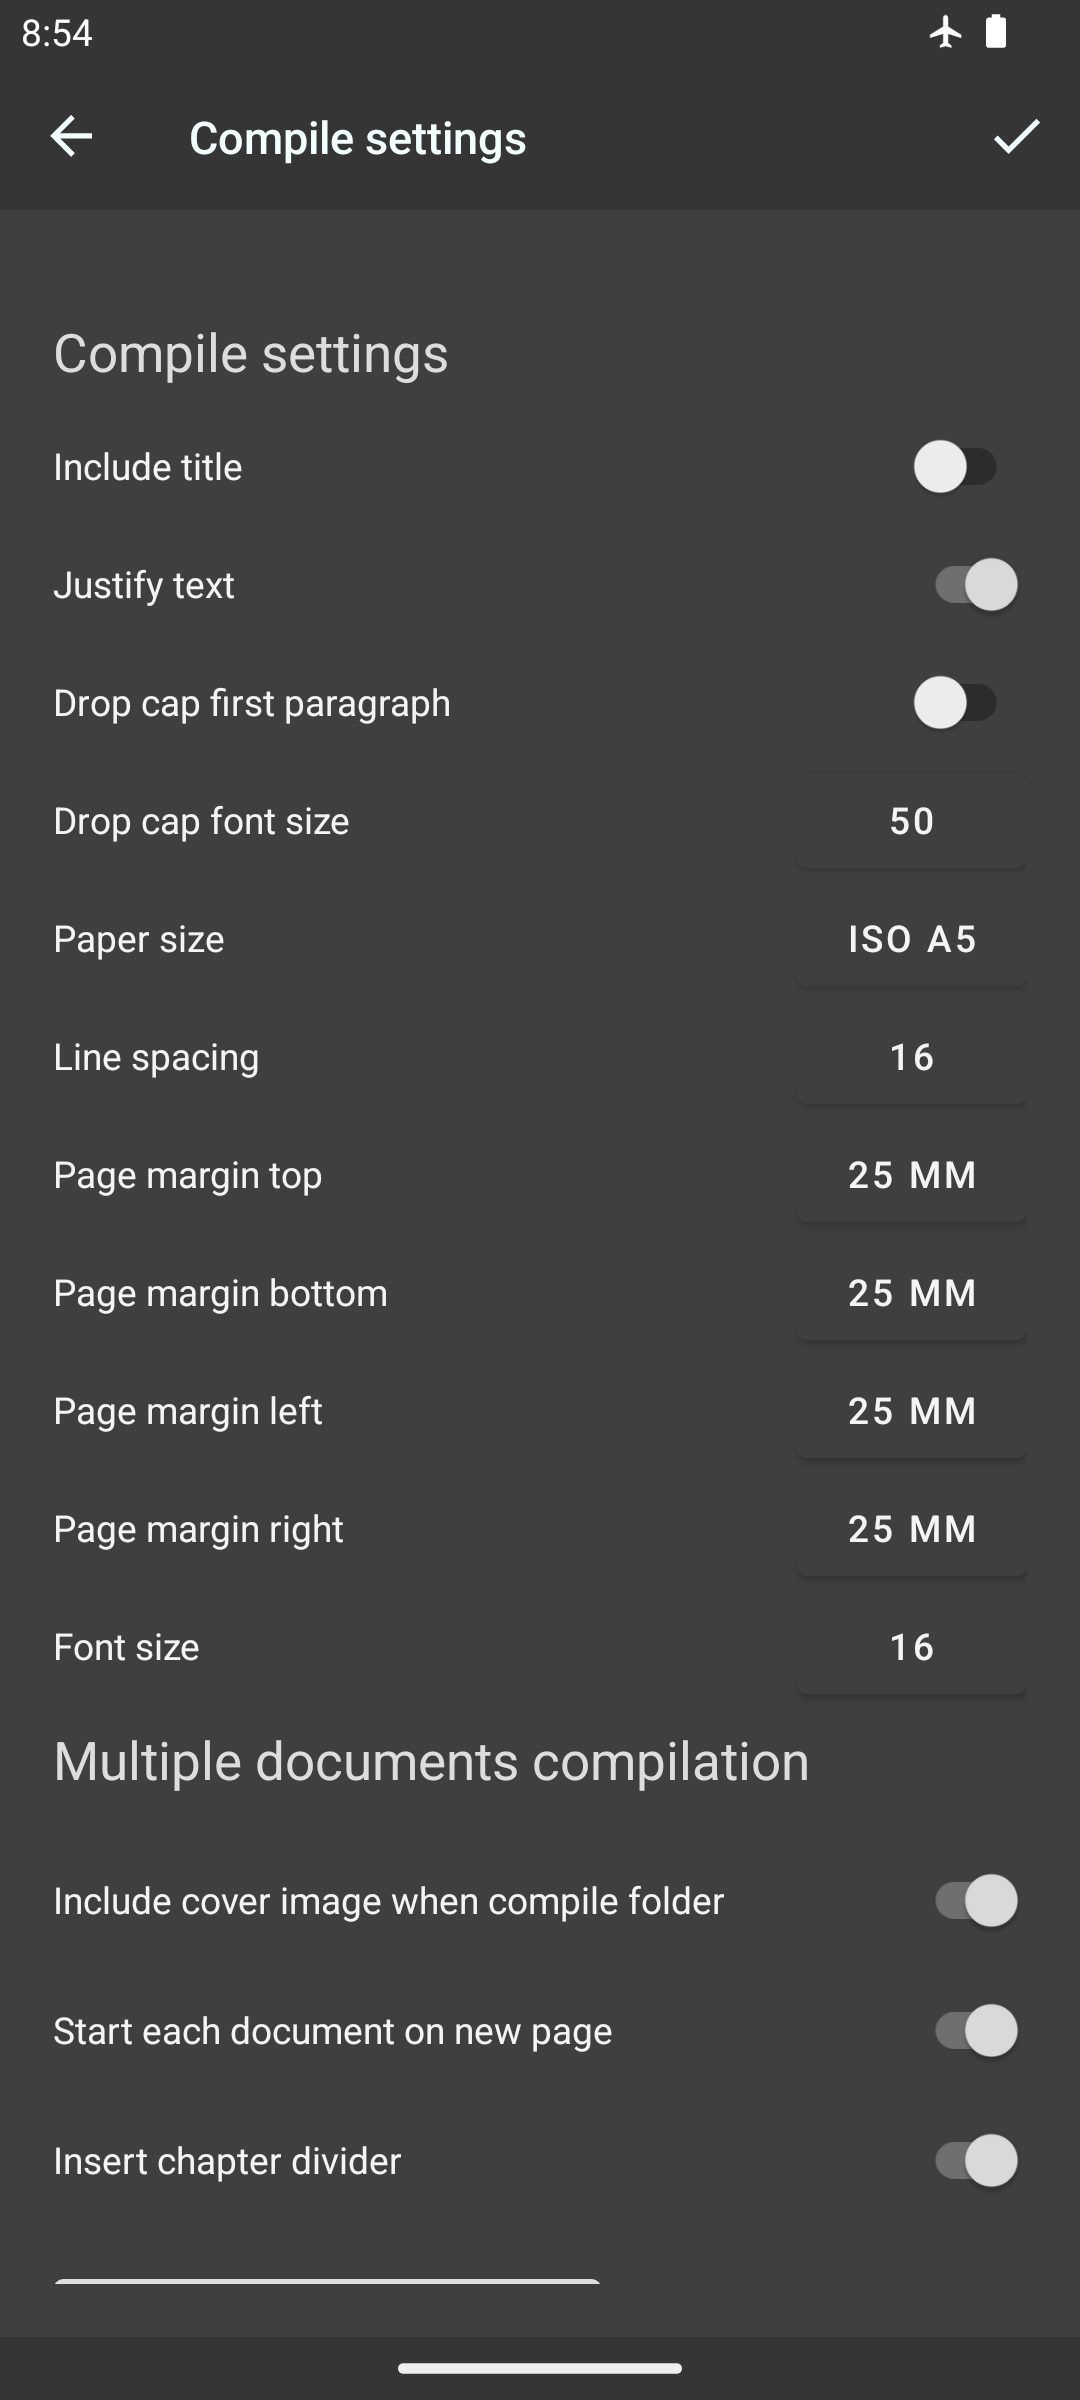 8:54
Compile settings
Compile settings
Include title
Justify text
Drop cap first paragraph
Drop cap font size 50
Paper size ISO A5
Line spacing 16
Page margin top 25 MM
Page margin bottom 25 MM
Page margin left 25 MM
Page margin right 25 MM
Font size 16
Multiple documents compilation
Include cover image when compile folder
Start each document on new page
Insert chapter divider